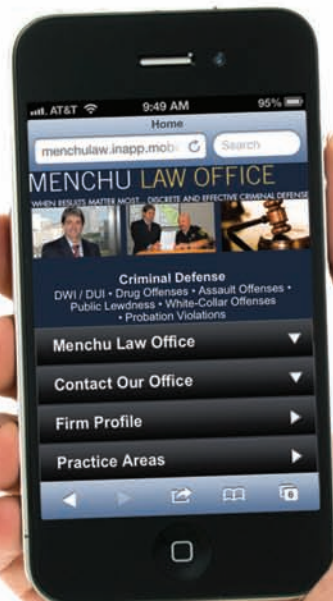 AT&T 9:49 AM 95%
Home
menchulaw.inapp.mobi Search
MENCHU LAW OFFICE
WHEN RESULTS MATTER MOST... DISCRETE AND EFFECTIVE CRIMINAL DEFENSE
Criminal Defense
DWI / DUI • Drug Offenses • Assault Offenses •
Public Lewdness • White-Collar Offenses
• Probation Violations
Menchu Law Office
Contact Our Office
Firm Profile
Practice Areas
6